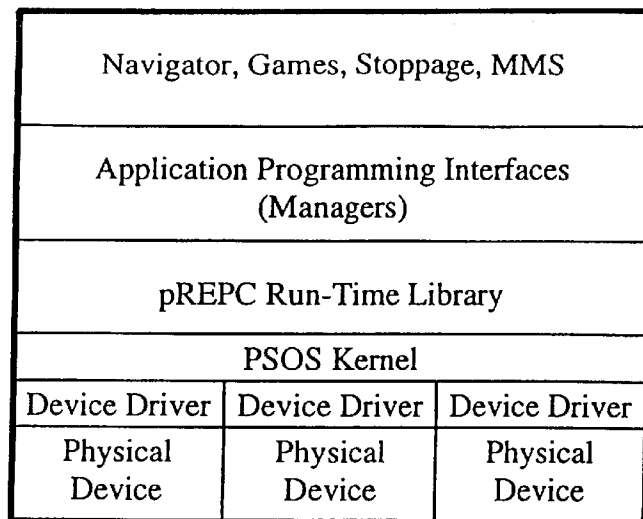 Navigator, Games, Stoppage, MMS
Application Programming Interfaces
(Managers)
pREPC Run-Time Library
PSOS Kernel
Device Driver Device Driver Device Driver
Physical Physical Physical
Device Device Device